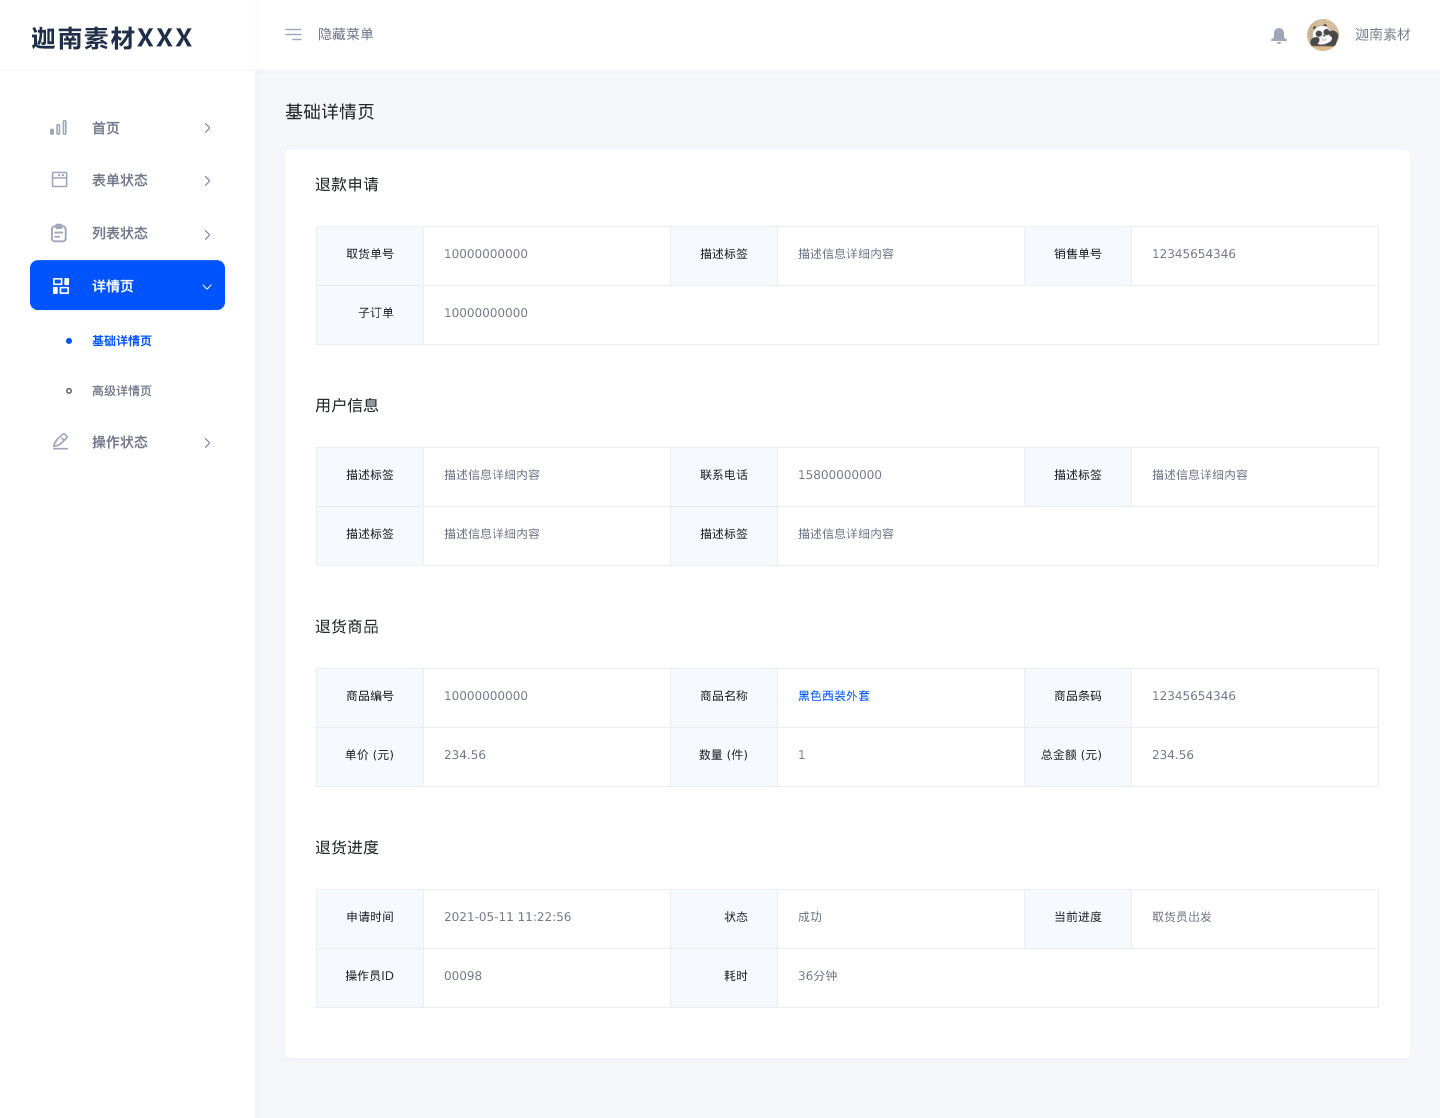 迦南素材XXX
隐藏菜单
迦南素材
首页
表单状态
列表状态
详情页
基础详情页
高级详情页
操作状态
基础详情页
退款申请
取货单号 10000000000 描述标签 描述信息详细内容 销售单号 12345654346
子订单 10000000000
用户信息
描述标签 描述信息详细内容 联系电话 15800000000 描述标签 描述信息详细内容
描述标签 描述信息详细内容 描述标签 描述信息详细内容
退货商品
商品编号 10000000000 商品名称 黑色西装外套 商品条码 12345654346
单价 (元) 234.56 数量 (件) 1 总金额 (元) 234.56
退货进度
申请时间 2021-05-11 11:22:56 状态 成功 当前进度 取货员出发
操作员ID 00098 耗时 36分钟